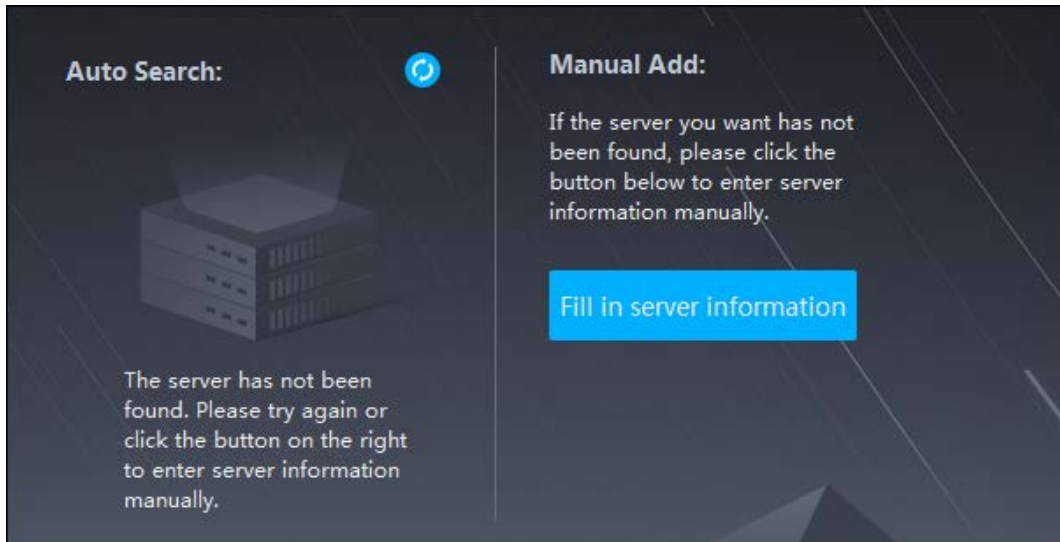 Auto Search:
The server has not been
found. Please try again or
click the button on the right
to enter server information
manually.
Manual Add:
If the server you want has not
been found, please click the
button below to enter server
information manually.
Fill in server information